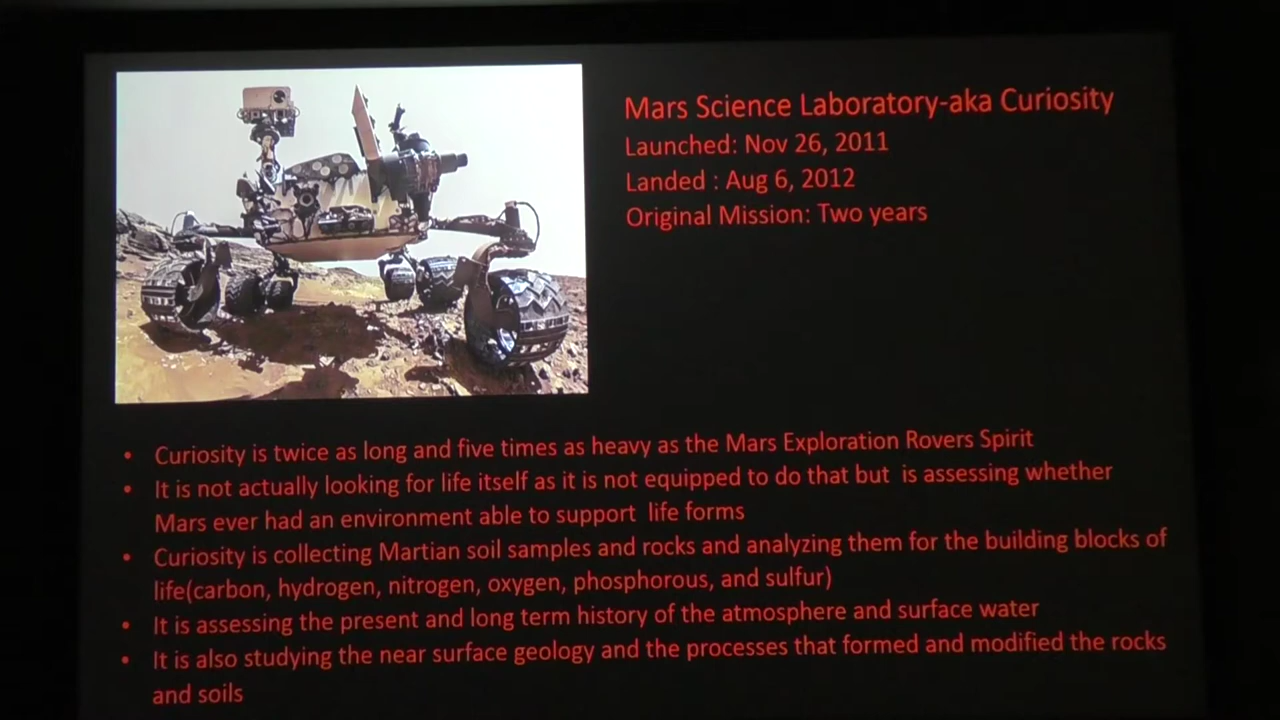 Mars Science Laboratory-aka Curiosity
Launched: Nov 26, 2011
Landed : Aug 6, 2012
Original Mission: Two years
• Curiosity is twice as long and five times as heavy as the Mars Exploration Rovers Spirit
• It is not actually looking for life itself as it is not equipped to do that but is assessing whether
Mars ever had an environment able to support life forms
• Curiosity is collecting Martian soil samples and rocks and analyzing them for the building blocks of
life(carbon, hydrogen, nitrogen, oxygen, phosphorous, and sulfur)
• It is assessing the present and long term history of the atmosphere and surface water
• It is also studying the near surface geology and the processes that formed and modified the rocks
and soils